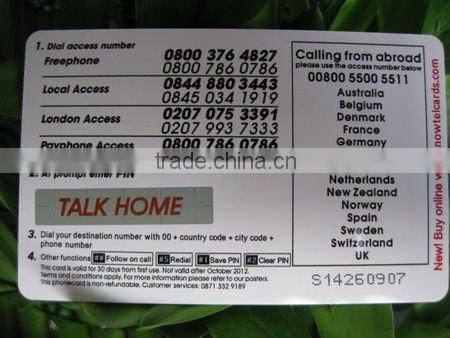 1. Dial access number
Freephone 0800 376 4827
0800 780 0786
Local Access 0844 880 3443
0845 034 1919
London Access 0207 075 3391
0207 993 7333
Payphone Access 0800 786 0786
2. At prompt enter PIN
TALK HOME
3. Dial your destination number with 00 + country code + city code +
phone number
4. Other functions ## Follow on call #5 Redial #1 Save PIN #2 Clear PIN
This card is valid for 30 days from first use. Not valid after October 2012.
Terms and conditions apply. For more information please refer to our posters.
This phonecard is non-refundable. Customer services: 0871 332 9189
Calling from abroad
please use the access number below
00800 5500 5511
Australia
Belgium
Denmark
France
Germany
Netherlands
New Zealand
Norway
Spain
Sweden
Switzerland
UK
S14260907
New! Buy online
nowtelcards.com
trade.china.cn